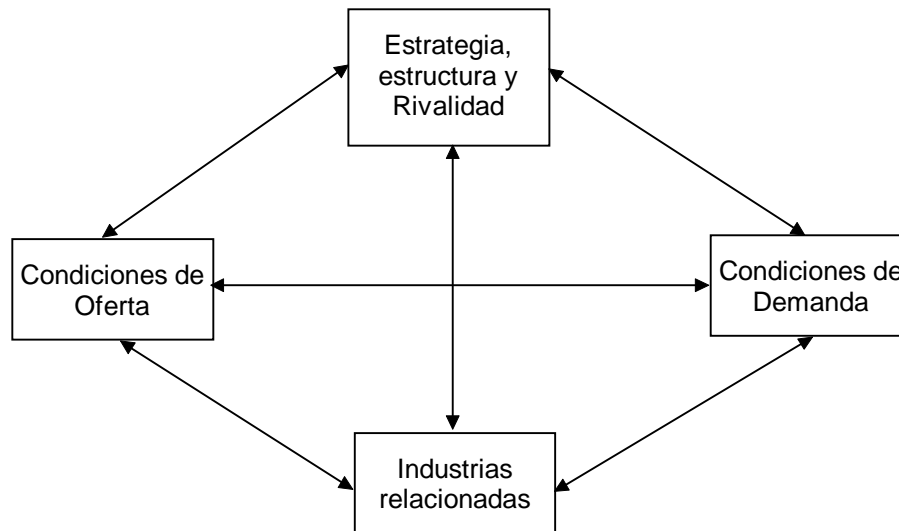 Estrategia,
estructura y
Rivalidad
Condiciones de
Oferta
Condiciones de
Demanda
Industrias
relacionadas